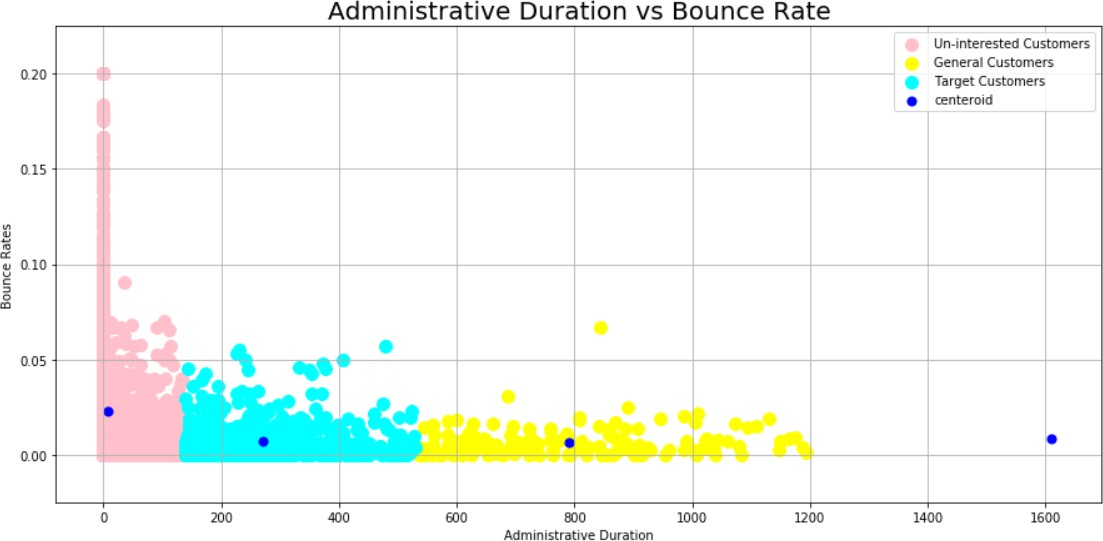 Administrative Duration vs Bounce Rate
Un-interested Customers
General Customers
Target Customers
centeroid
Bounce Rates
0.20
0.15
0.10
0.05
0.00
0 200 400 600 800 1000 1200 1400 1600
Administrative Duration